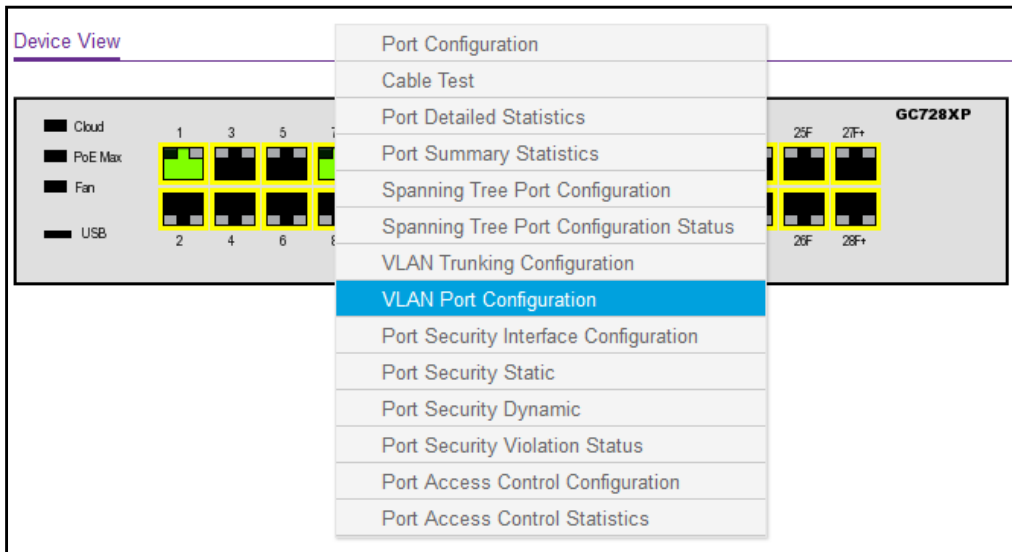 Device View
GC728XP
Cloud
PoE Max
Fan
USB
1 3 5
2 4 6
25F 27F+
26F 28F+
Port Configuration
Cable Test
Port Detailed Statistics
Port Summary Statistics
Spanning Tree Port Configuration
Spanning Tree Port Configuration Status
VLAN Trunking Configuration
VLAN Port Configuration
Port Security Interface Configuration
Port Security Static
Port Security Dynamic
Port Security Violation Status
Port Access Control Configuration
Port Access Control Statistics